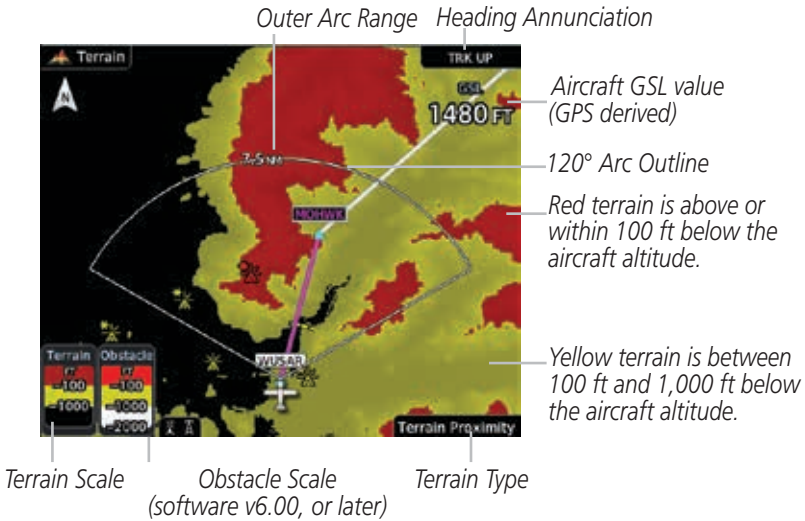 Outer Arc Range
Heading Annunciation
Terrain
TRK UP
N
GSL
1480 FT
Aircraft GSL value
(GPS derived)
7.5 NM
120° Arc Outline
MOHWK
Red terrain is above or
within 100 ft below the
aircraft altitude.
WUSAR
Terrain
FT
-100
-1000
Obstacle
FT
-100
-1000
-2000
Yellow terrain is between
100 ft and 1,000 ft below
the aircraft altitude.
Terrain Proximity
Terrain Scale
Obstacle Scale
(software v6.00, or later)
Terrain Type